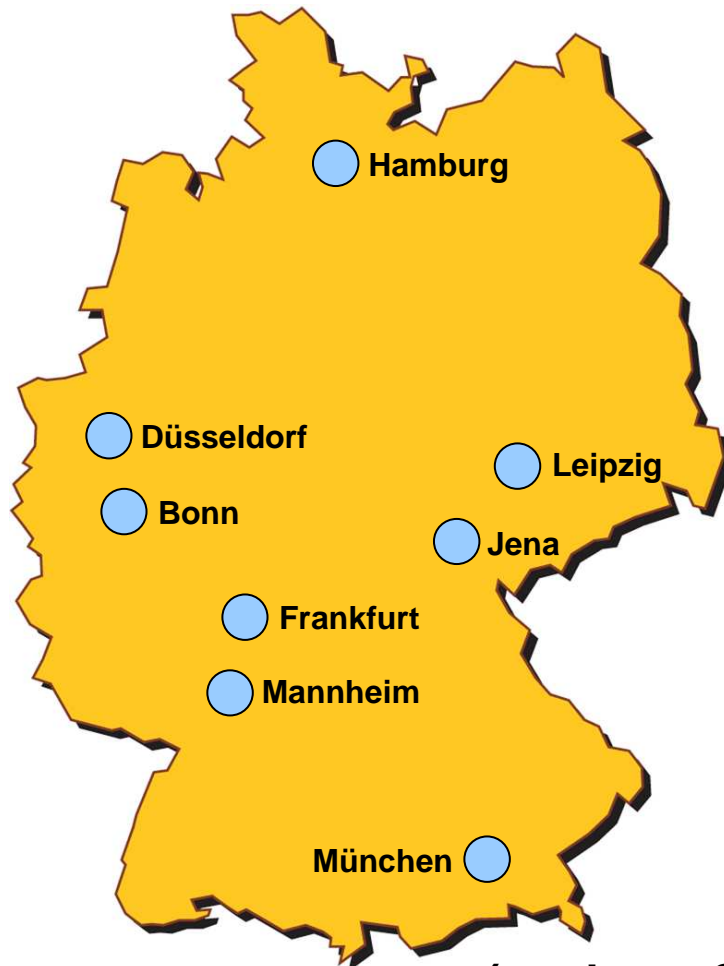 Hamburg
Düsseldorf
Leipzig
Bonn
Jena
Frankfurt
Mannheim
München